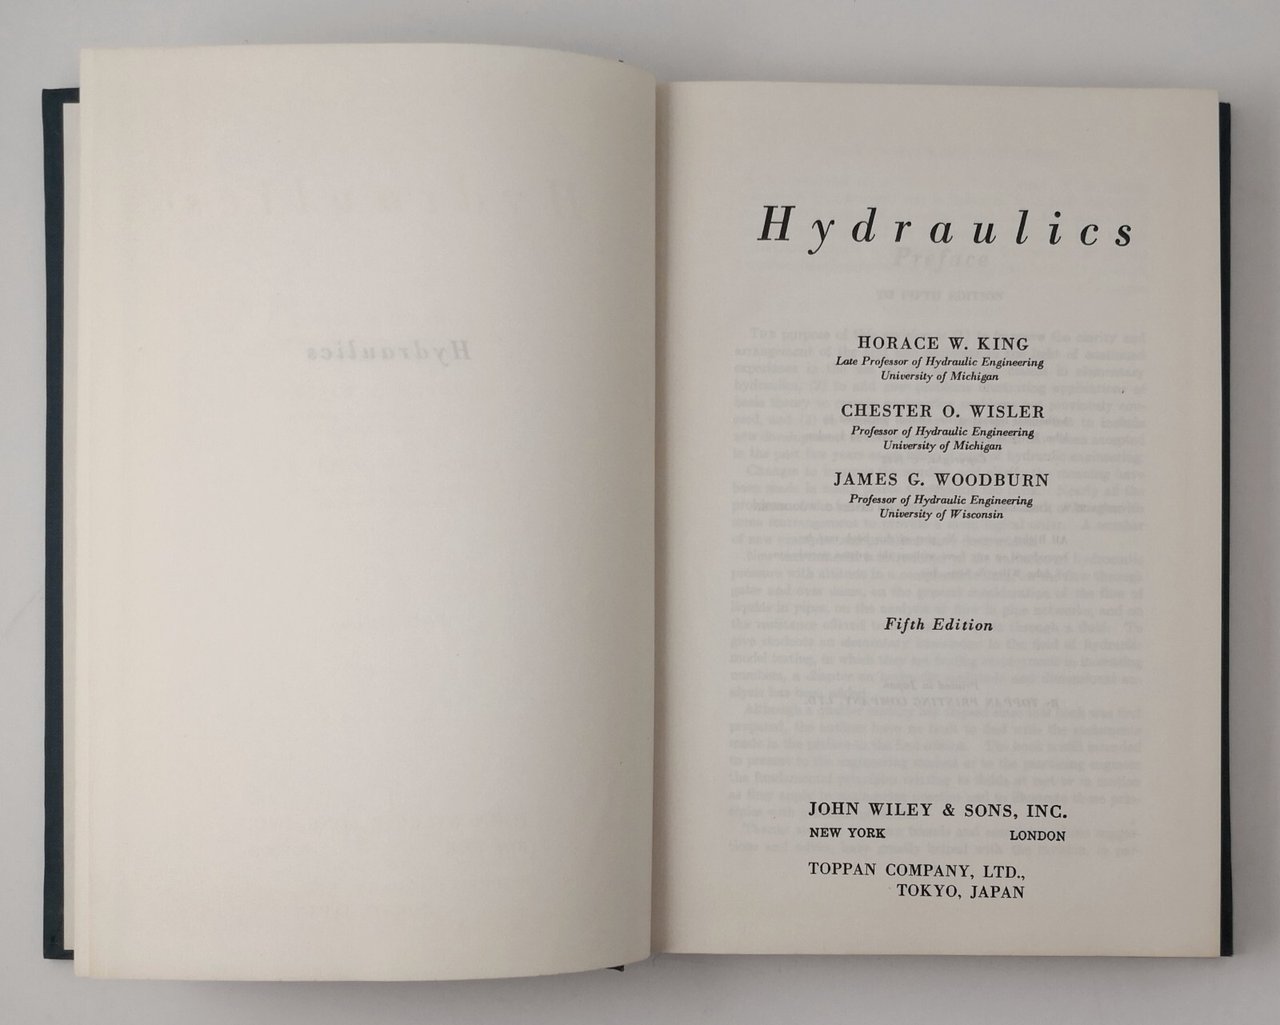 Hydraulics
HORACE W. KING
Late Professor of Hydraulic Engineering
University of Michigan
CHESTER O. WISLER
Professor of Hydraulic Engineering
University of Michigan
JAMES G. WOODBURN
Professor of Hydraulic Engineering
University of Wisconsin
Fifth Edition
JOHN WILEY & SONS, INC.
NEW YORK LONDON
TOPPAN COMPANY, LTD.,
TOKYO, JAPAN